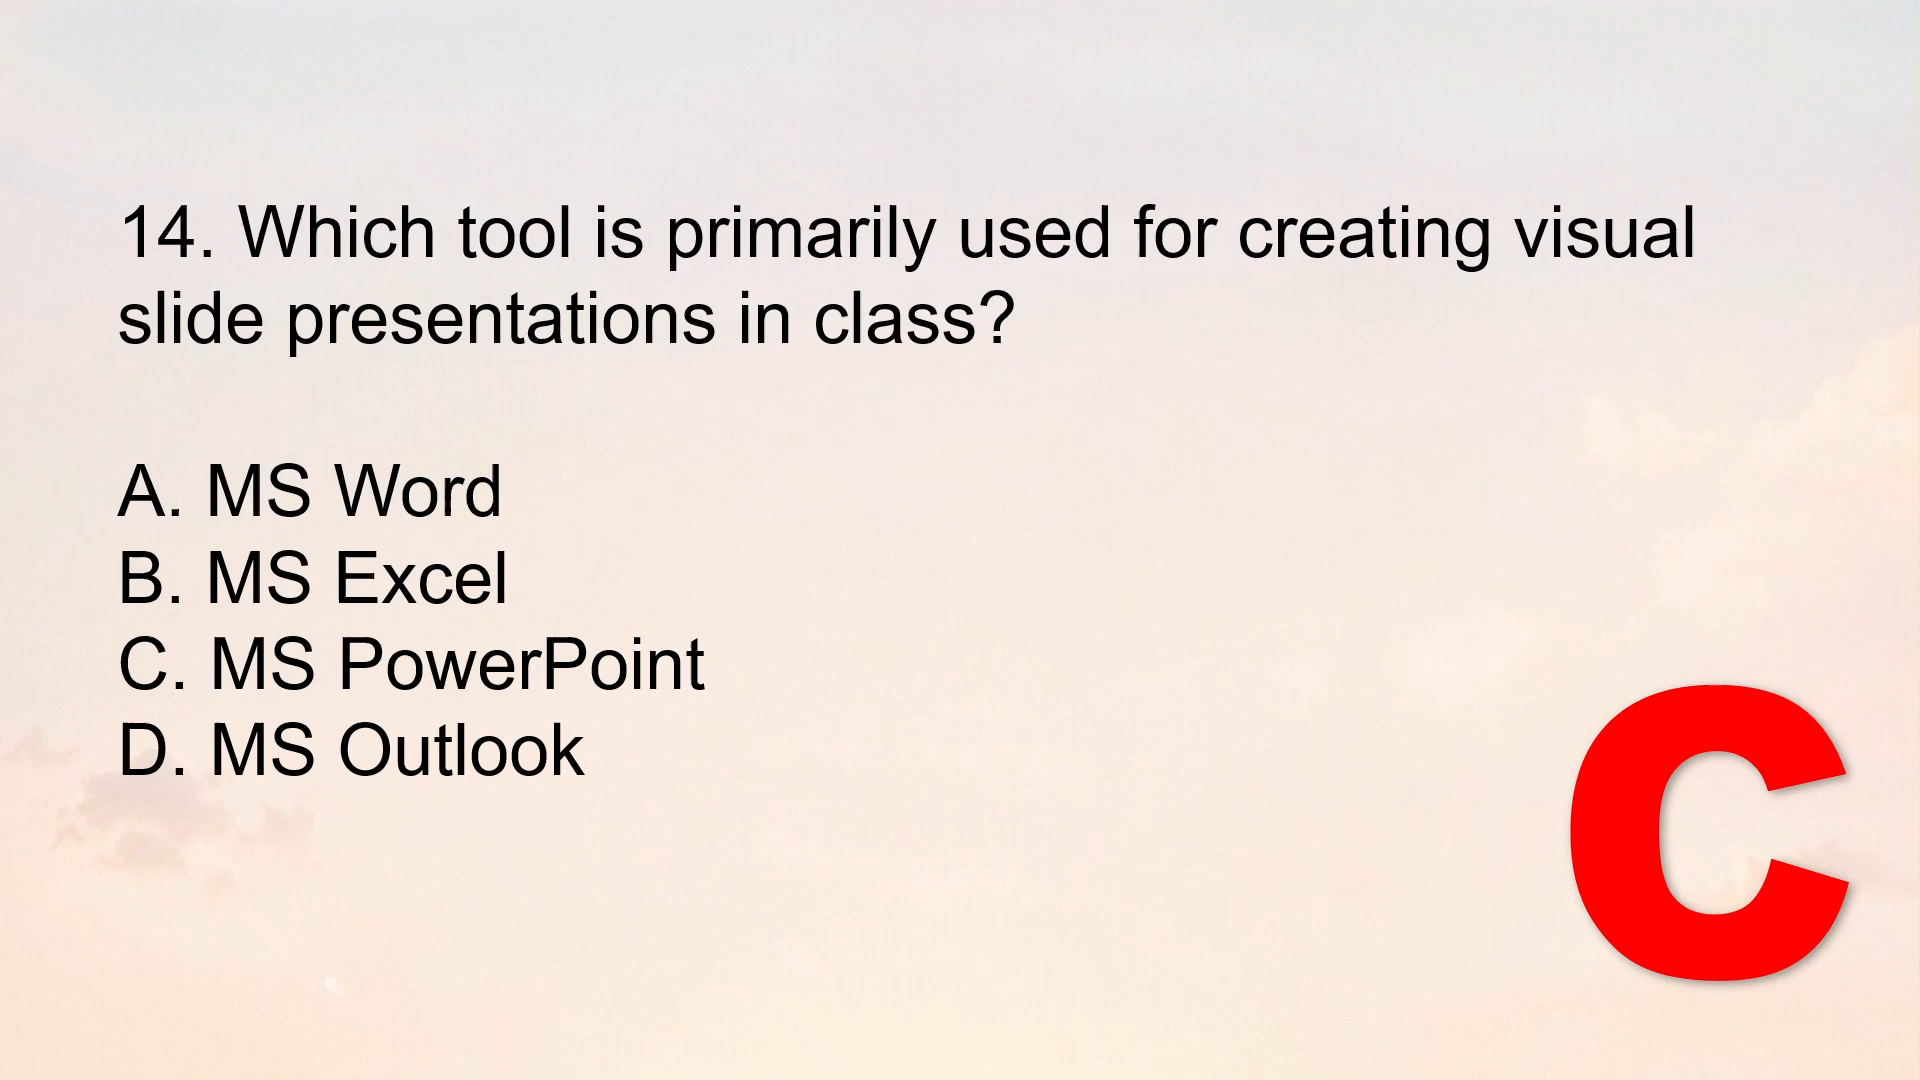 14. Which tool is primarily used for creating visual
slide presentations in class?
A. MS Word
B. MS Excel
C. MS PowerPoint
D. MS Outlook
C